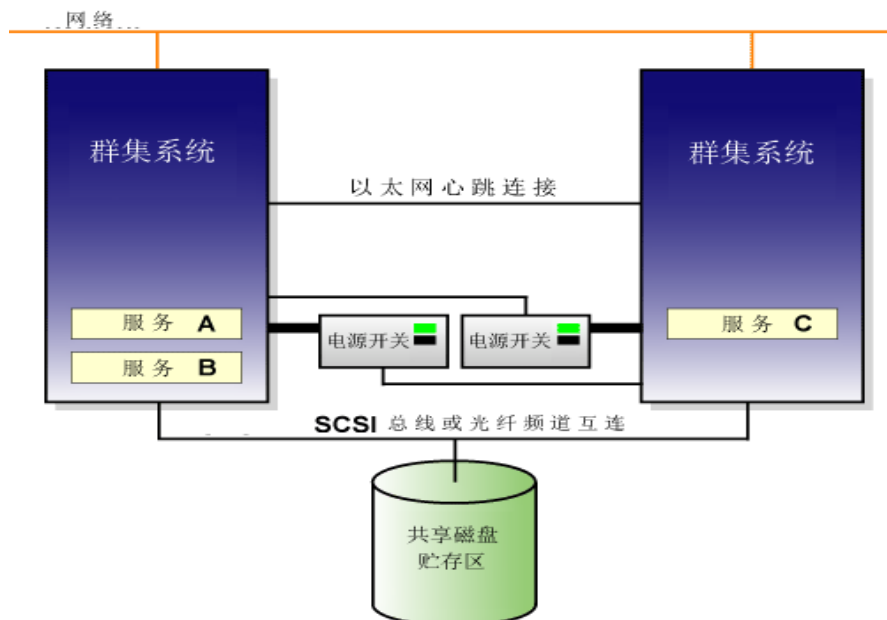 网络
群集系统
群集系统
以太网心跳连接
服务 A
电源开关
电源开关
服务 C
服务 B
SCSI 总线或光纤频道互连
共享磁盘
贮存区